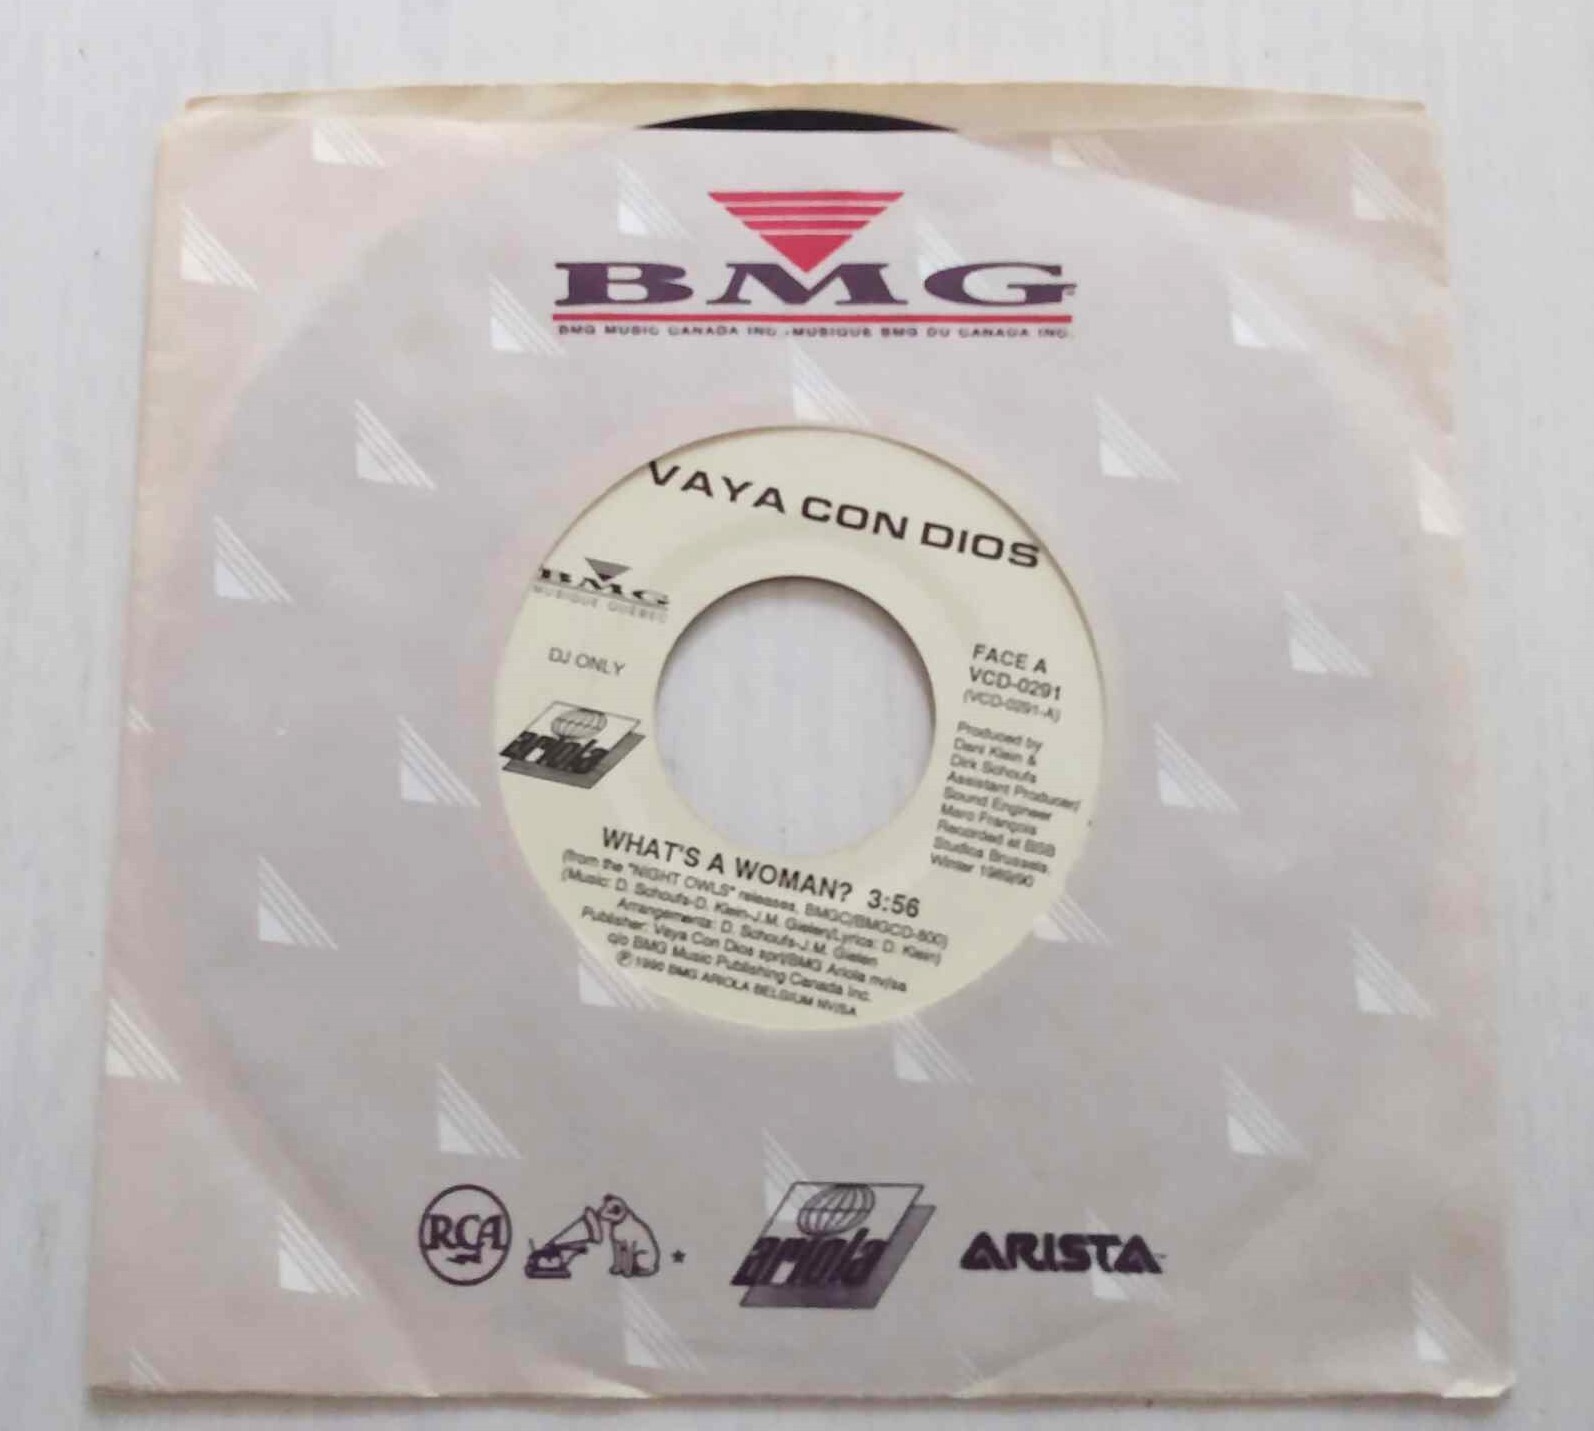 BMG
BMG MUSIC CANADA INC. - MUSIQUE BMG DU CANADA INC.
VAYA CON DIOS
BMG
MUSIQUE QUÉBEC
DJ ONLY
ariola
FACE A
VCD-0291
(VCD-0291-A)
Produced by
Dani Klein &
Dirk Schoufs
Assistant Producer/
Sound Engineer
Marc François
Recorded at BSB
Studios Brussels.
Winter 1989/90
WHAT'S A WOMAN? 3:56
(from the "NIGHT OWLS" releases, BMGC/BMGCD-800)
(Music: D. Schoufs-D. Klein-J.M. Gielen/Lyrics: D. Klein)
Arrangements: D. Schoufs-J.M. Gielen
Publisher: Vaya Con Dios sprl/BMG Ariola nv/sa
c/o BMG Music Publishing Canada Inc.
℗ 1990 BMG ARIOLA BELGIUM NV/SA
RCA
ariola
ARISTA